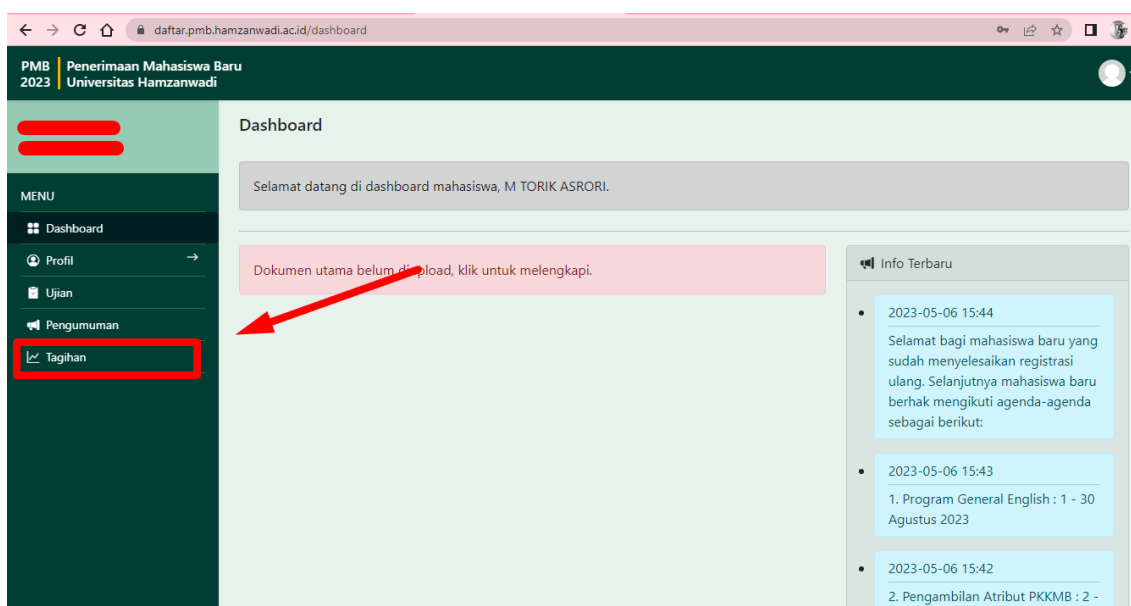 daftar.pmb.hamzanwadi.ac.id/dashboard
PMB
2023
Penerimaan Mahasiswa Baru
Universitas Hamzanwadi
MENU
Dashboard
Profil
Ujian
Pengumuman
Tagihan
Dashboard
Selamat datang di dashboard mahasiswa, M TORIK ASRORI.
Dokumen utama belum diupload, klik untuk melengkapi.
Info Terbaru
2023-05-06 15:44
Selamat bagi mahasiswa baru yang
sudah menyelesaikan registrasi
ulang. Selanjutnya mahasiswa baru
berhak mengikuti agenda-agenda
sebagai berikut:
2023-05-06 15:43
1. Program General English : 1 - 30
Agustus 2023
2023-05-06 15:42
2. Pengambilan Atribut PKKMB : 2 -